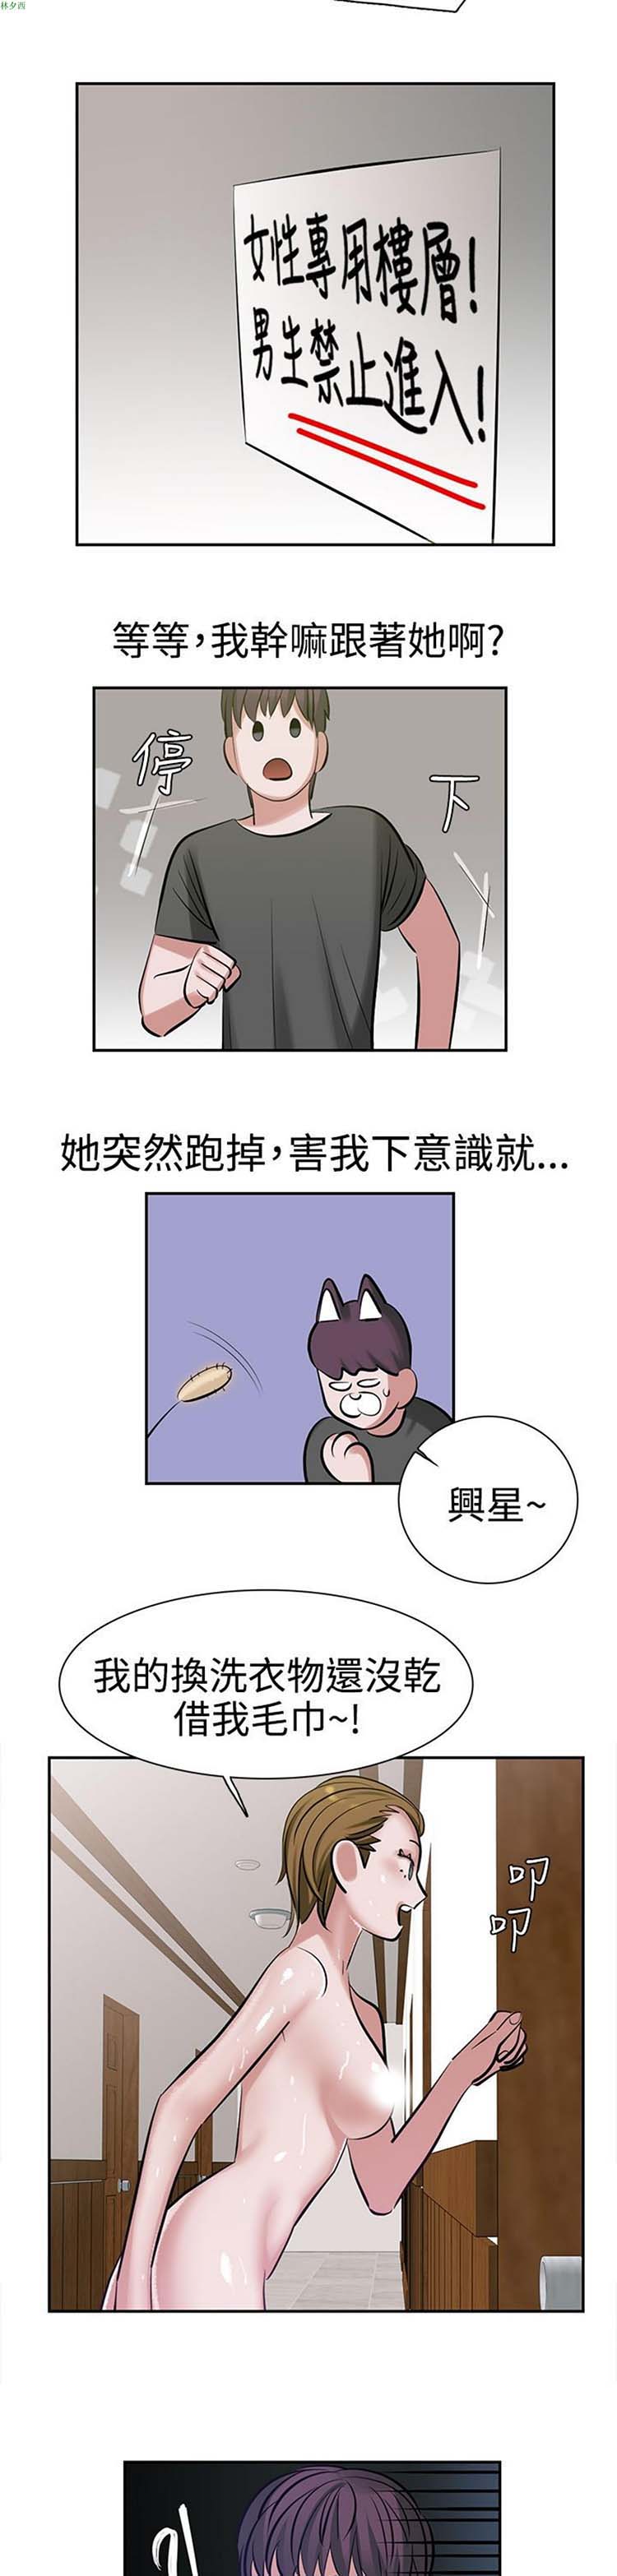 林夕西
女性專用樓層!
男生禁止進入!
等等,我幹嘛跟著她啊?
停
下
她突然跑掉,害我下意識就...
興星~
我的換洗衣物還沒乾
借我毛巾~!
叩
叩